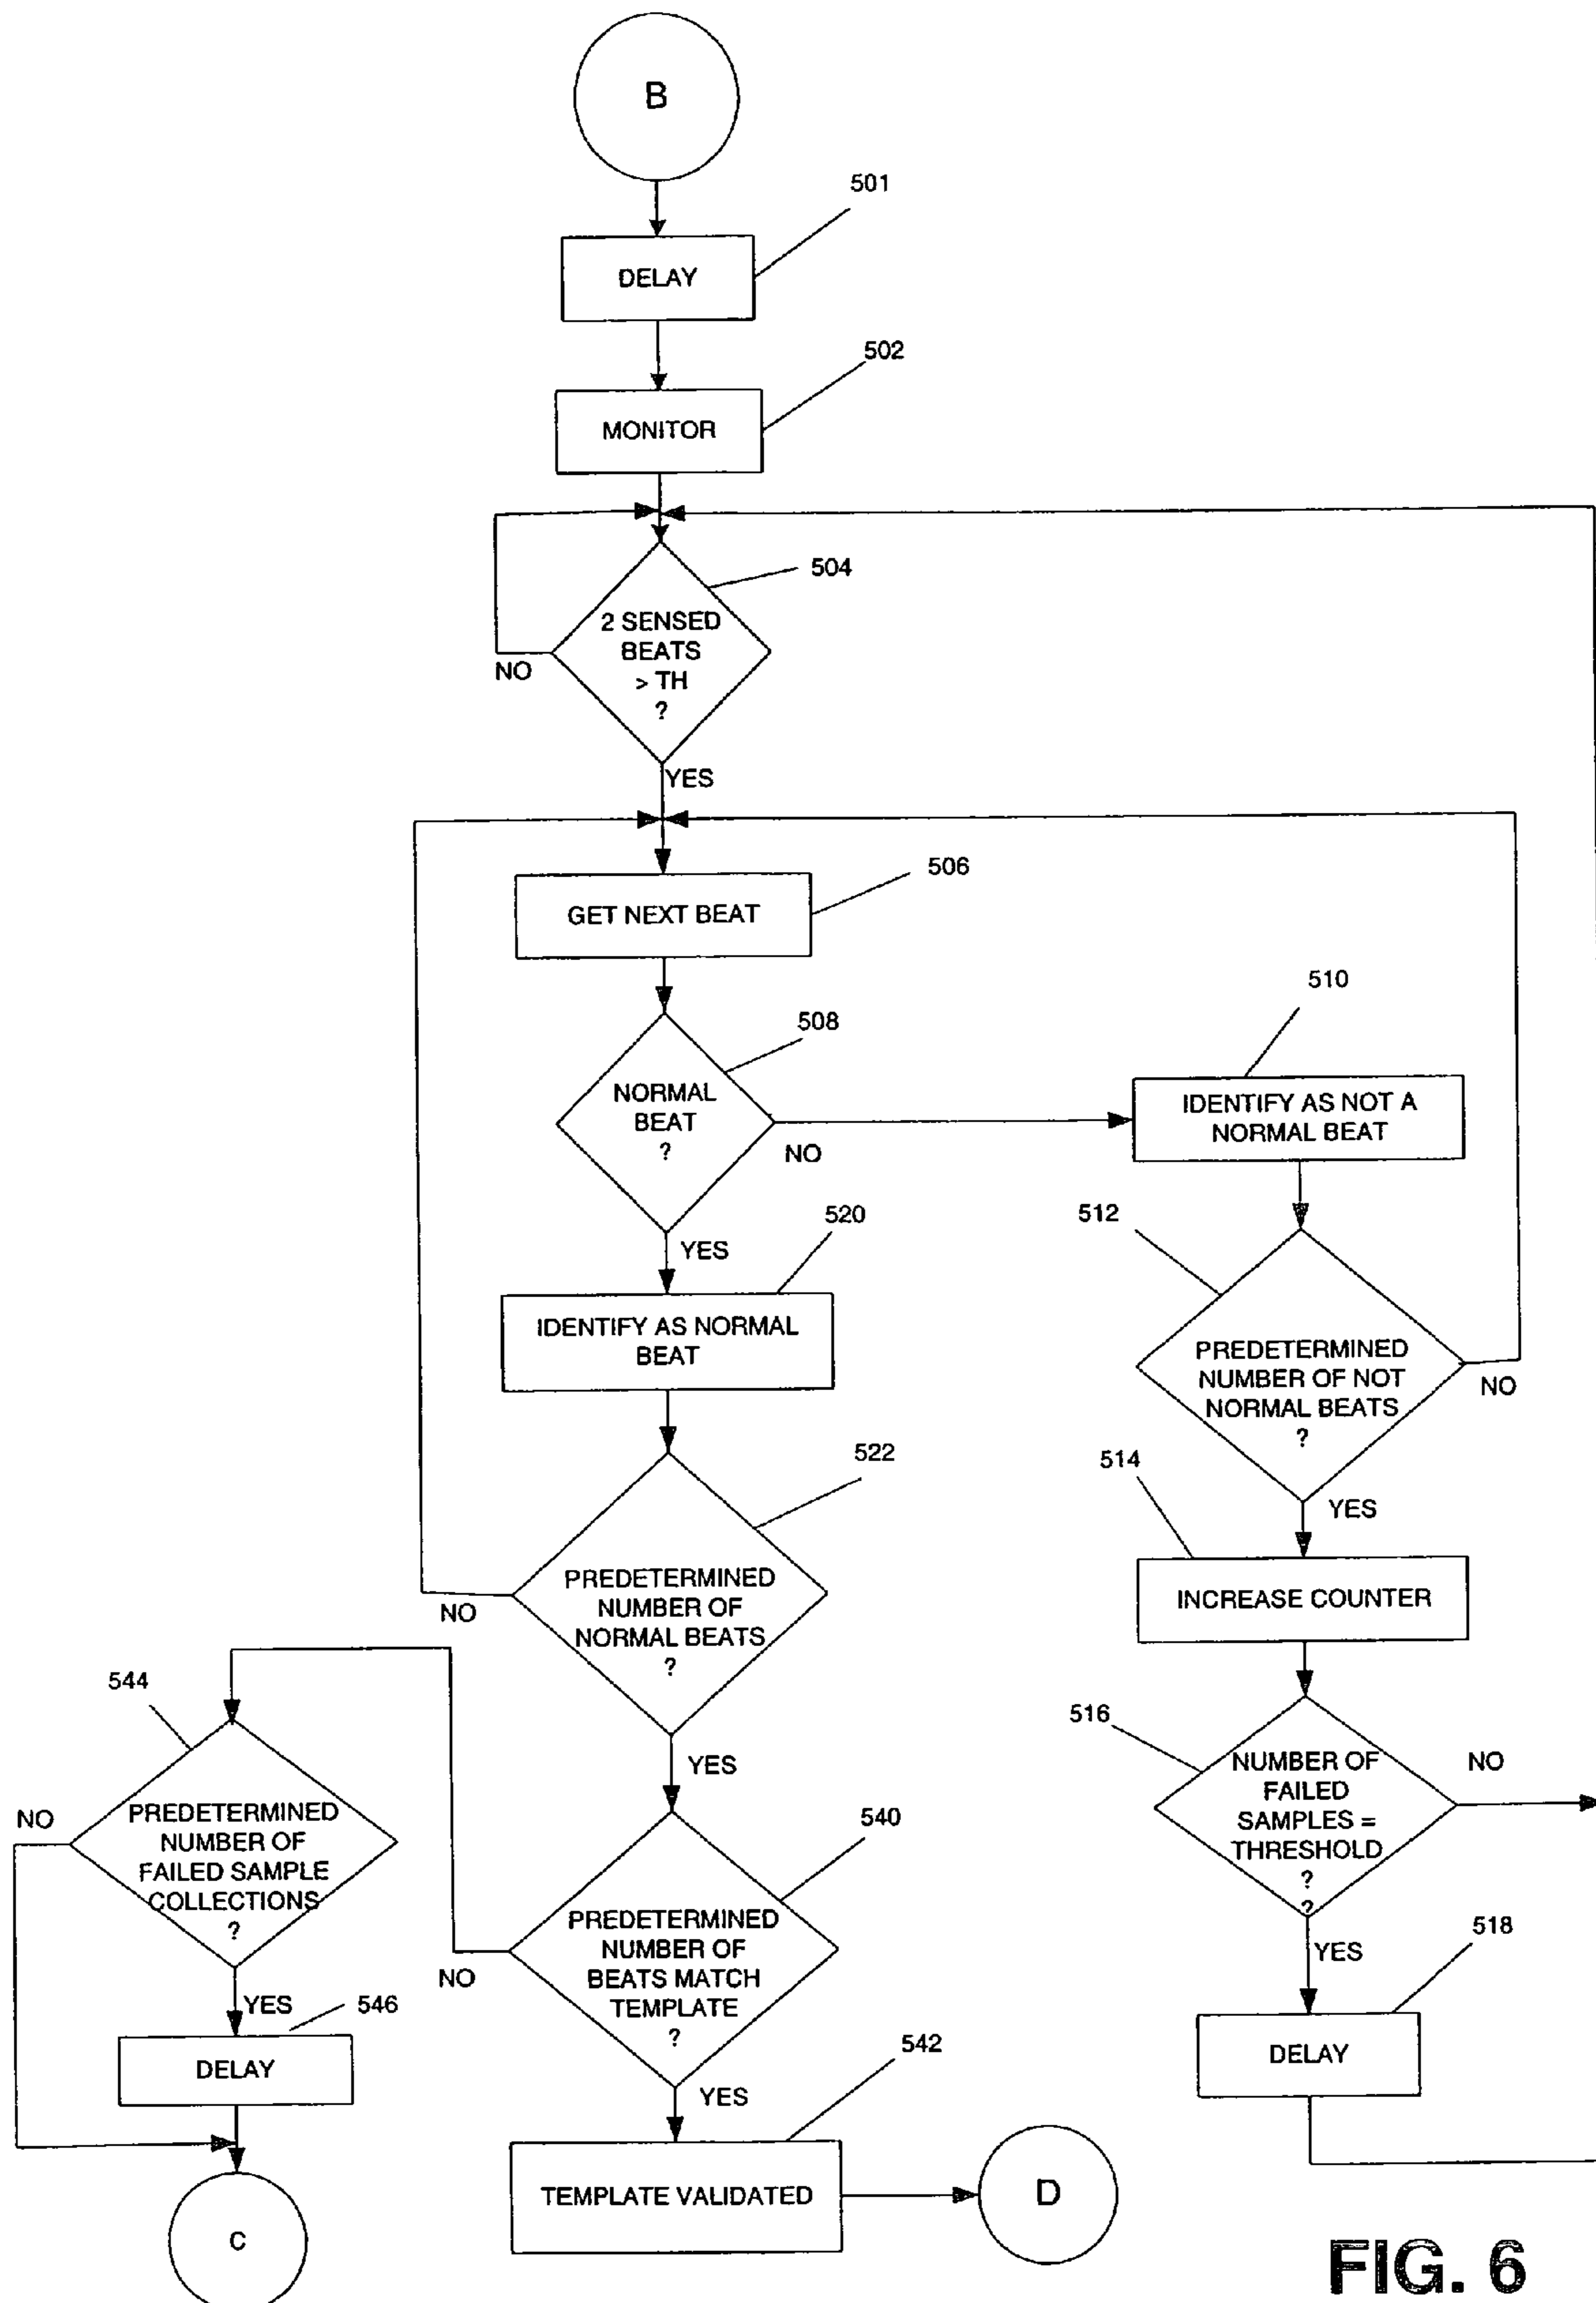 B
501
DELAY
502
MONITOR
504
2 SENSED
BEATS
> TH
?
NO
YES
506
GET NEXT BEAT
508
NORMAL
BEAT
?
NO
YES
510
IDENTIFY AS NOT A
NORMAL BEAT
512
PREDETERMINED
NUMBER OF NOT
NORMAL BEATS
?
NO
YES
520
IDENTIFY AS NORMAL
BEAT
522
PREDETERMINED
NUMBER OF
NORMAL BEATS
?
NO
YES
514
INCREASE COUNTER
516
NUMBER OF
FAILED
SAMPLES =
THRESHOLD
?
?
NO
YES
518
DELAY
544
PREDETERMINED
NUMBER OF
FAILED SAMPLE
COLLECTIONS
?
NO
YES
546
DELAY
C
540
PREDETERMINED
NUMBER OF
BEATS MATCH
TEMPLATE
?
NO
YES
542
TEMPLATE VALIDATED
D
FIG. 6